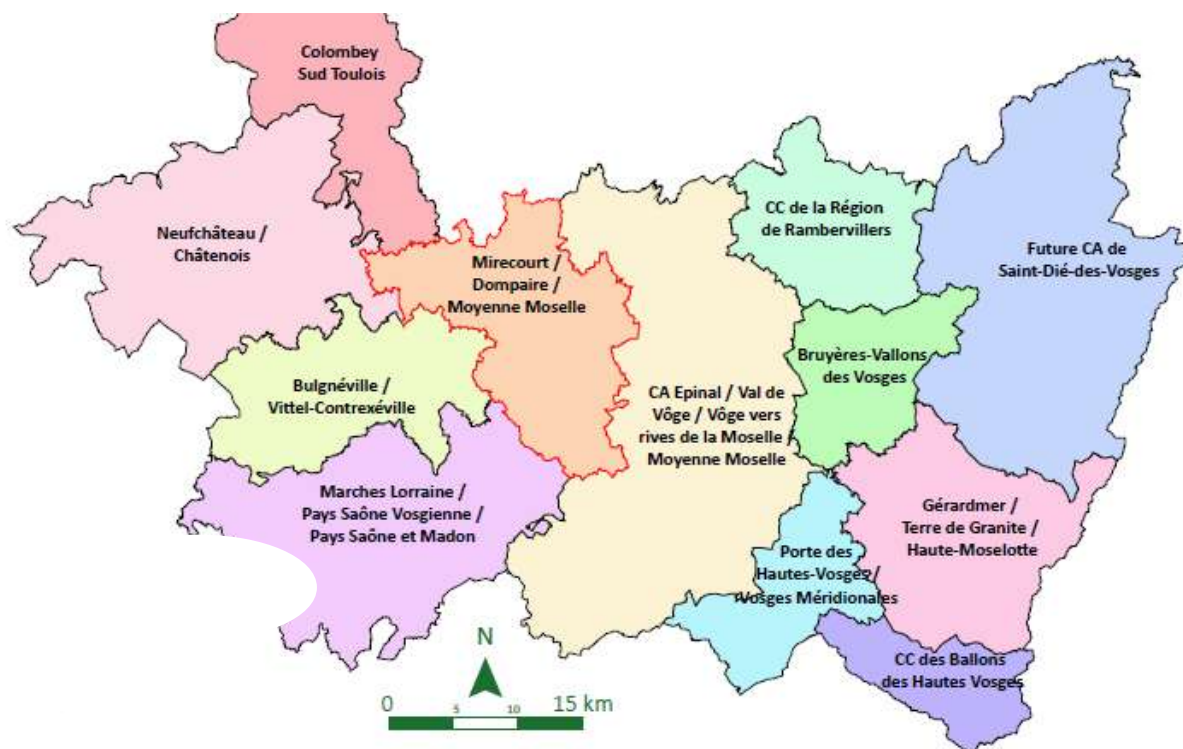 Colombey
Sud Toulois
Neufchâteau /
Châtenois
CC de la Région
de Rambervillers
Future CA de
Saint-Dié-des-Vosges
Mirecourt /
Dompaire /
Moyenne Moselle
Bulgnéville /
Vittel-Contrexéville
Bruyères-Vallons
des Vosges
CA Epinal / Val de
Vôge / Vôge vers
rives de la Moselle /
Moyenne Moselle
Marches Lorraine /
Pays Saône Vosgienne /
Pays Saône et Madon
Gérardmer /
Terre de Granite /
Haute-Moselotte
Porte des
Hautes-Vosges /
Vosges Méridionales
CC des Ballons
des Hautes Vosges
N
0 15 km
5 10